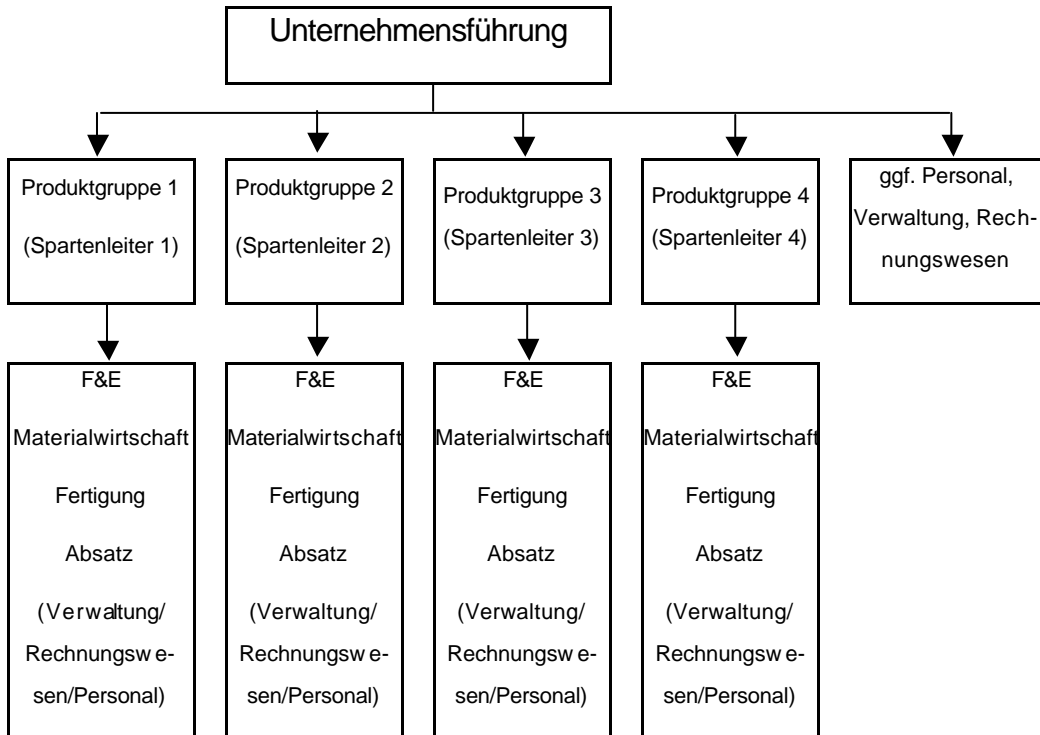 Unternehmensführung
Produktgruppe 1
(Spartenleiter 1)
Produktgruppe 2
(Spartenleiter 2)
Produktgruppe 3
(Spartenleiter 3)
Produktgruppe 4
(Spartenleiter 4)
ggf. Personal,
Verwaltung, Rech-
nungswesen
F&E
Materialwirtschaft
Fertigung
Absatz
(Verwaltung/
Rechnungswe-
sen/Personal)
F&E
Materialwirtschaft
Fertigung
Absatz
(Verwaltung/
Rechnungswe-
sen/Personal)
F&E
Materialwirtschaft
Fertigung
Absatz
(Verwaltung/
Rechnungswe-
sen/Personal)
F&E
Materialwirtschaft
Fertigung
Absatz
(Verwaltung/
Rechnungswe-
sen/Personal)